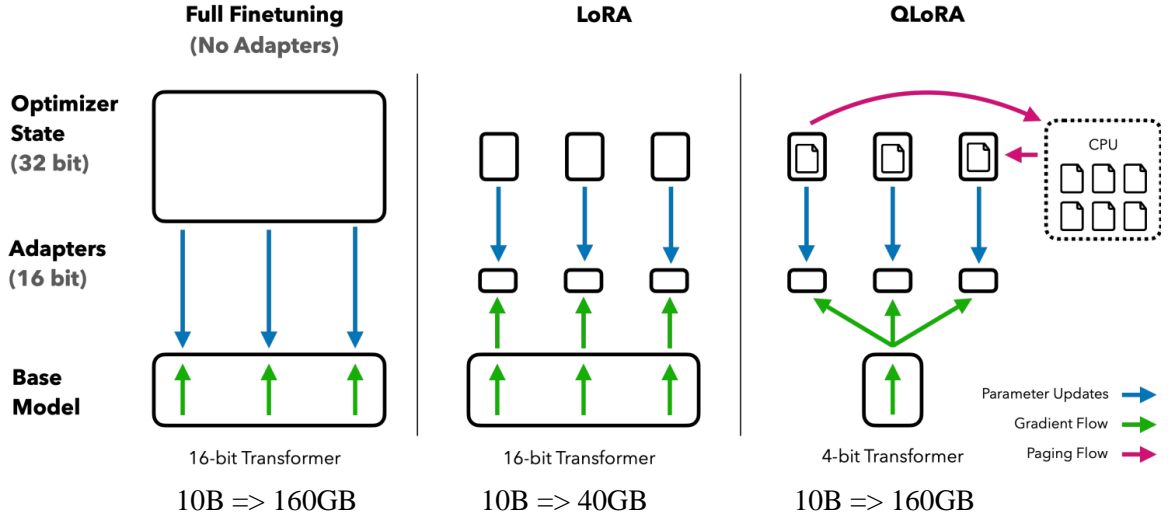 Full Finetuning
(No Adapters)
LoRA
QLoRA
Optimizer
State
(32 bit)
CPU
Adapters
(16 bit)
Base
Model
Parameter Updates
Gradient Flow
Paging Flow
16-bit Transformer
16-bit Transformer
4-bit Transformer
10B => 160GB
10B => 40GB
10B => 160GB